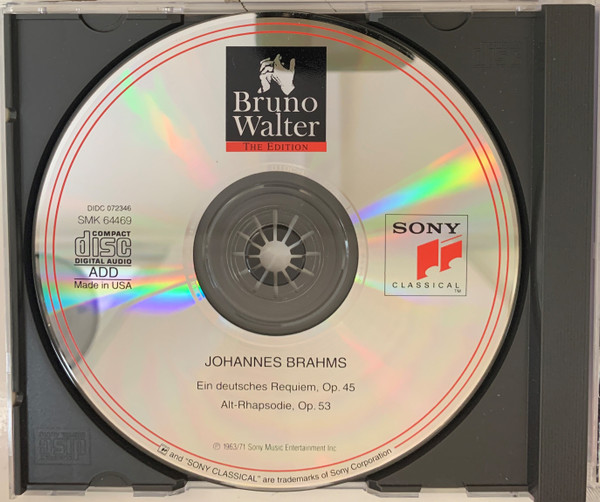 Bruno
Walter
THE EDITION
DIDC 072346
SMK 64469
COMPACT
disc
DIGITAL AUDIO
ADD
Made in USA
SONY
CLASSICAL
TM
JOHANNES BRAHMS
Ein deutsches Requiem, Op. 45
Alt-Rhapsodie, Op. 53
℗ 1963/71 Sony Music Entertainment Inc
and "SONY CLASSICAL" are trademarks of Sony Corporation